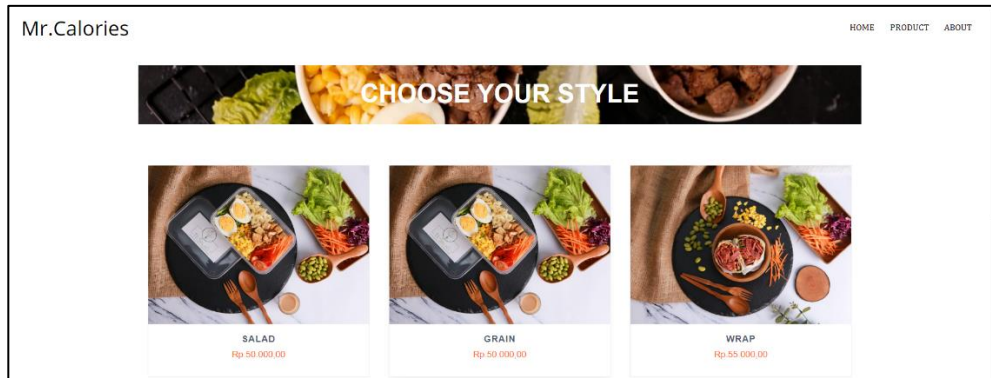 Mr.Calories
HOME PRODUCT ABOUT
CHOOSE YOUR STYLE
SALAD
Rp.50.000,00
GRAIN
Rp.50.000,00
WRAP
Rp.55.000,00